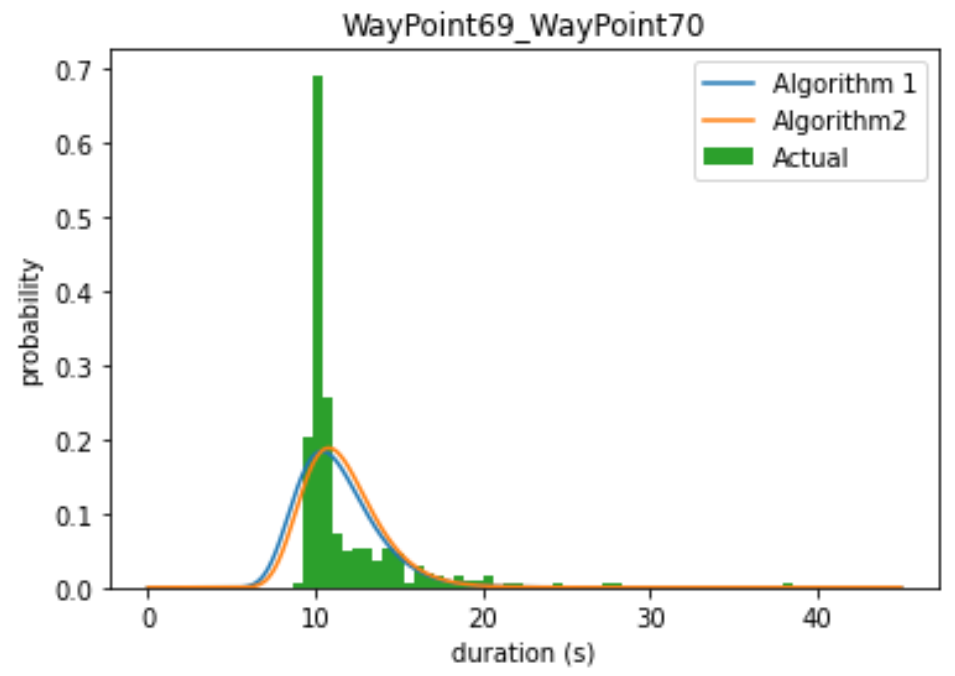 WayPoint69_WayPoint70
Algorithm 1
Algorithm2
Actual
probability
0.7
0.6
0.5
0.4
0.3
0.2
0.1
0.0
0 10 20 30 40
duration (s)